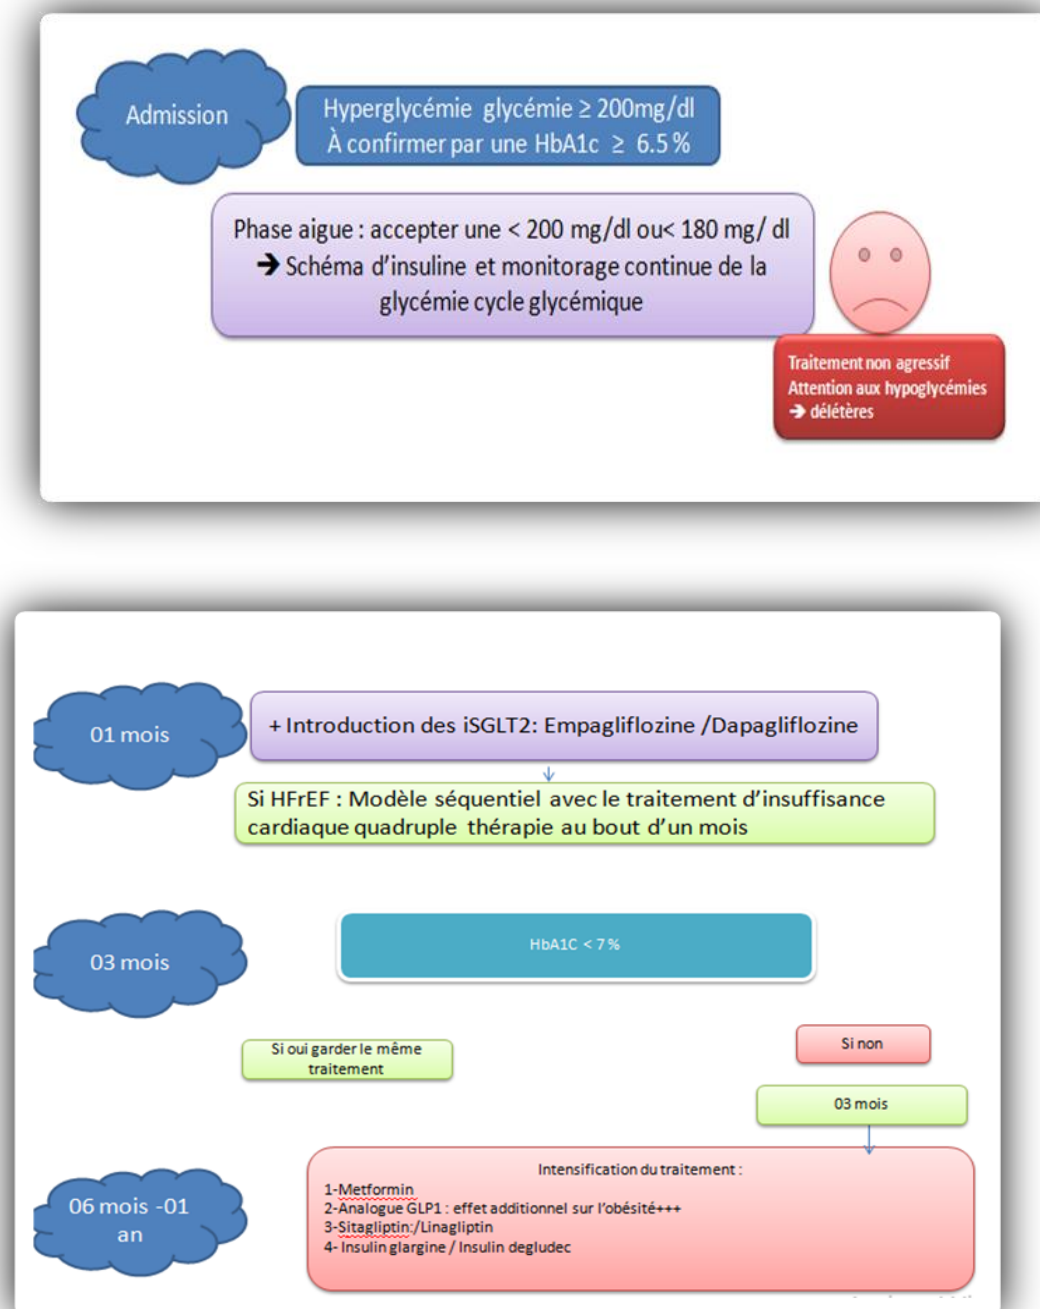 Admission
Hyperglycémie glycémie ≥ 200mg/dl
À confirmer par une HbA1c ≥ 6.5 %
Phase aigue : accepter une < 200 mg/dl ou< 180 mg/ dl
➔ Schéma d’insuline et monitorage continue de la
glycémie cycle glycémique
Traitement non agressif
Attention aux hypoglycémies
➔ délétères
01 mois
+ Introduction des iSGLT2: Empagliflozine /Dapagliflozine
Si HFrEF : Modèle séquentiel avec le traitement d’insuffisance
cardiaque quadruple thérapie au bout d’un mois
03 mois
HbA1C < 7 %
Si oui garder le même
traitement
Si non
03 mois
06 mois -01
an
Intensification du traitement :
1-Metformin
2-Analogue GLP1 : effet additionnel sur l’obésité+++
3-Sitagliptin:/Linagliptin
4- Insulin glargine / Insulin degludec